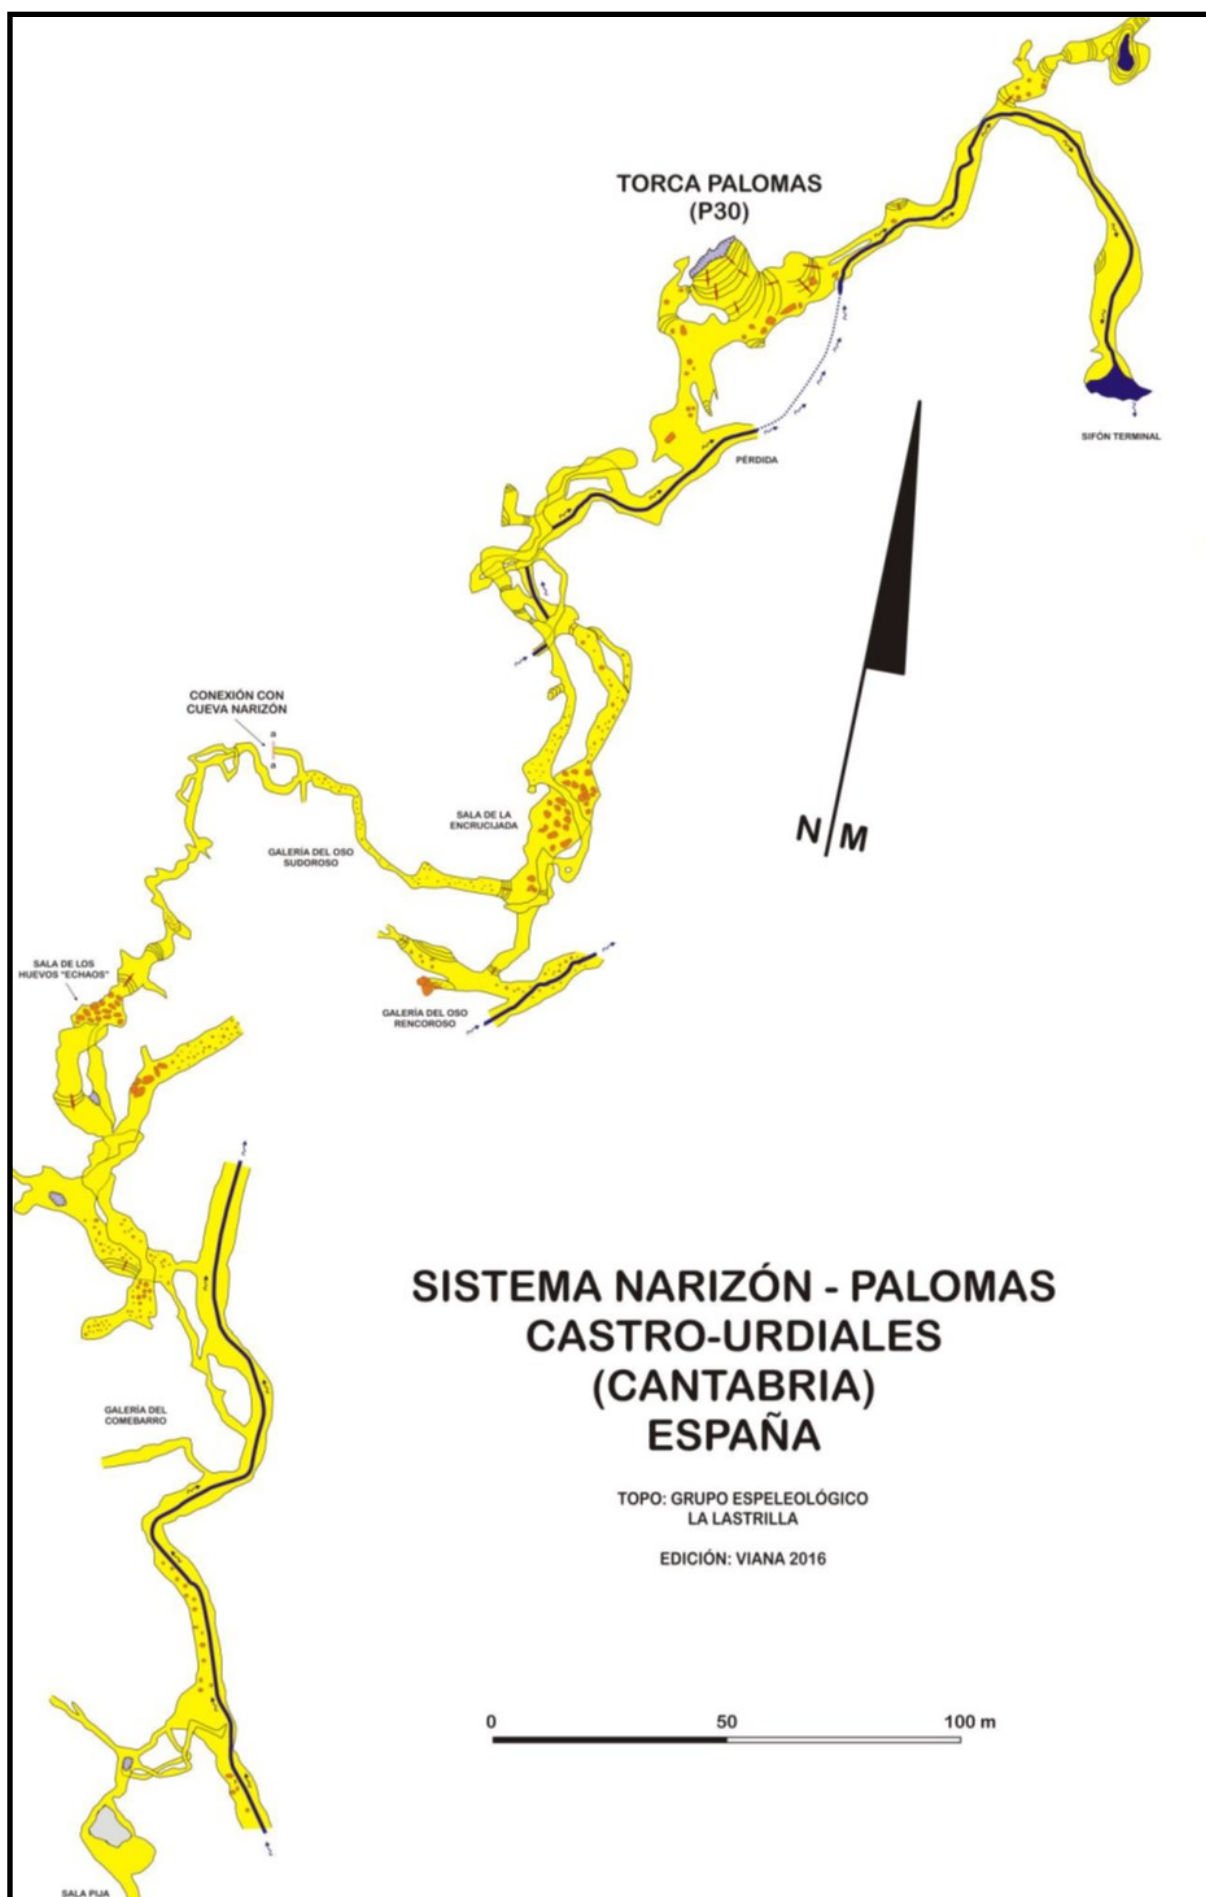 TORCA PALOMAS
(P30)
SIFÓN TERMINAL
PÉRDIDA
CONEXIÓN CON
CUEVA NARIZÓN
a
a
SALA DE LA
ENCRUCIJADA
N/M
GALERÍA DEL OSO
SUDOROSO
SALA DE LOS
HUEVOS "ECHAOS"
GALERÍA DEL OSO
RENCOROSO
SISTEMA NARIZÓN - PALOMAS
CASTRO-URDIALES
(CANTABRIA)
ESPAÑA
GALERÍA DEL
COMEBARRO
TOPO: GRUPO ESPELEOLÓGICO
LA LASTRILLA
EDICIÓN: VIANA 2016
0 50 100 m
SALA PIJA